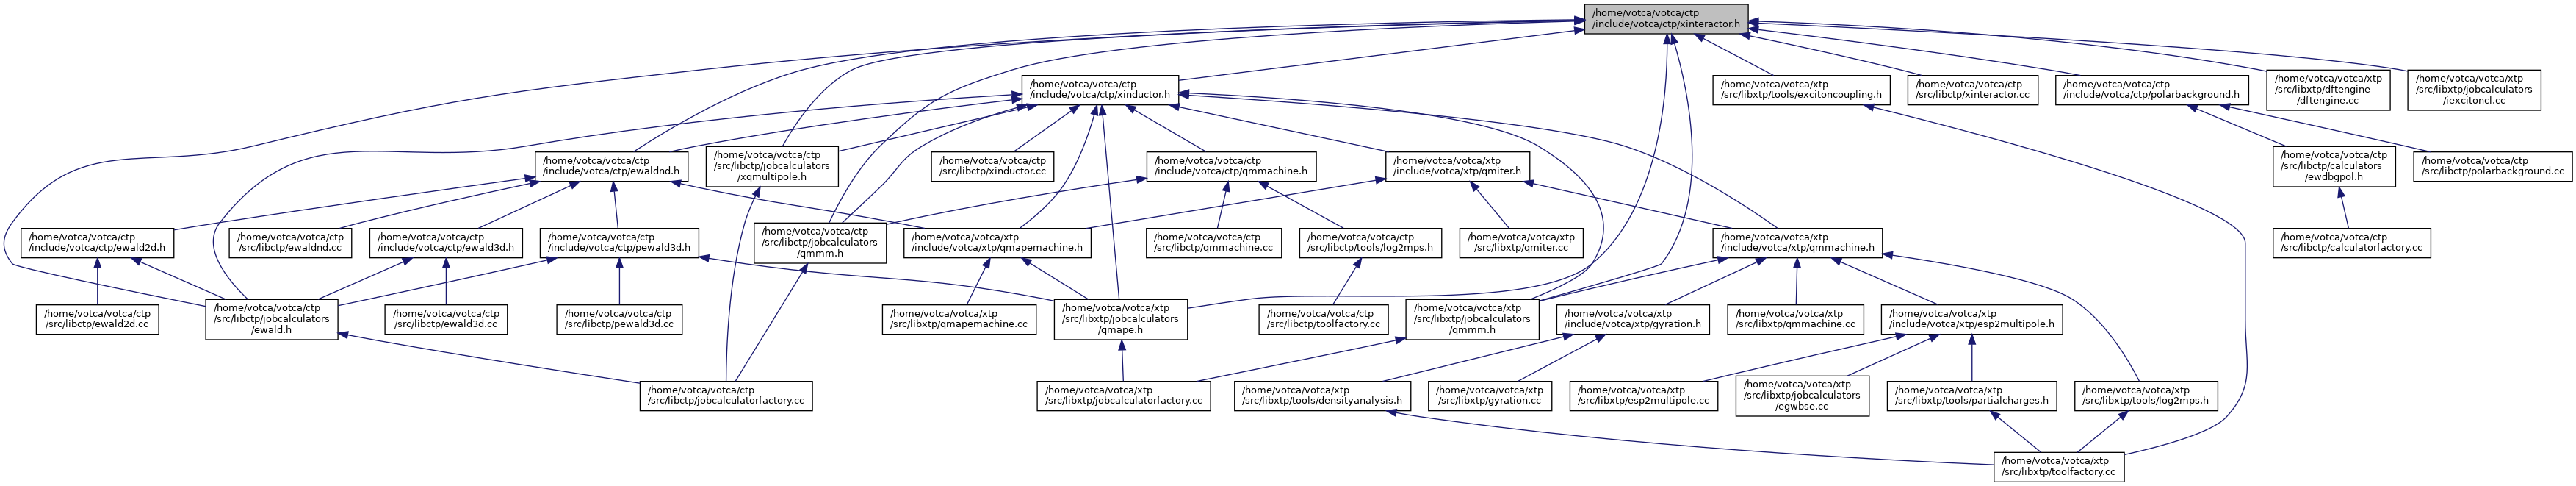 /home/votca/votca/ctp
/include/votca/ctp/xinteractor.h
/home/votca/votca/ctp
/include/votca/ctp/xinductor.h
/home/votca/votca/xtp
/src/libxtp/tools/excitoncoupling.h
/home/votca/votca/ctp
/src/libctp/xinteractor.cc
/home/votca/votca/ctp
/include/votca/ctp/polarbackground.h
/home/votca/votca/xtp
/src/libxtp/dftengine
/dftengine.cc
/home/votca/votca/xtp
/src/libxtp/jobcalculators
/iexcitoncl.cc
/home/votca/votca/ctp
/include/votca/ctp/ewaldnd.h
/home/votca/votca/ctp
/src/libctp/jobcalculators
/xqmultipole.h
/home/votca/votca/ctp
/src/libctp/xinductor.cc
/home/votca/votca/ctp
/include/votca/ctp/qmmachine.h
/home/votca/votca/xtp
/include/votca/xtp/qmiter.h
/home/votca/votca/ctp
/src/libctp/calculators
/ewdbgpol.h
/home/votca/votca/ctp
/src/libctp/polarbackground.cc
/home/votca/votca/ctp
/include/votca/ctp/ewald2d.h
/home/votca/votca/ctp
/src/libctp/ewaldnd.cc
/home/votca/votca/ctp
/include/votca/ctp/ewald3d.h
/home/votca/votca/ctp
/include/votca/ctp/pewald3d.h
/home/votca/votca/ctp
/src/libctp/jobcalculators
/qmmm.h
/home/votca/votca/xtp
/include/votca/xtp/qmapemachine.h
/home/votca/votca/ctp
/src/libctp/qmmachine.cc
/home/votca/votca/ctp
/src/libctp/tools/log2mps.h
/home/votca/votca/xtp
/src/libxtp/qmiter.cc
/home/votca/votca/xtp
/include/votca/xtp/qmmachine.h
/home/votca/votca/ctp
/src/libctp/calculatorfactory.cc
/home/votca/votca/ctp
/src/libctp/ewald2d.cc
/home/votca/votca/ctp
/src/libctp/jobcalculators
/ewald.h
/home/votca/votca/ctp
/src/libctp/ewald3d.cc
/home/votca/votca/ctp
/src/libctp/pewald3d.cc
/home/votca/votca/xtp
/src/libxtp/qmapemachine.cc
/home/votca/votca/xtp
/src/libxtp/jobcalculators
/qmape.h
/home/votca/votca/ctp
/src/libctp/toolfactory.cc
/home/votca/votca/xtp
/src/libxtp/jobcalculators
/qmmm.h
/home/votca/votca/xtp
/include/votca/xtp/gyration.h
/home/votca/votca/xtp
/src/libxtp/qmmachine.cc
/home/votca/votca/xtp
/include/votca/xtp/esp2multipole.h
/home/votca/votca/ctp
/src/libctp/jobcalculatorfactory.cc
/home/votca/votca/xtp
/src/libxtp/jobcalculatorfactory.cc
/home/votca/votca/xtp
/src/libxtp/tools/densityanalysis.h
/home/votca/votca/xtp
/src/libxtp/gyration.cc
/home/votca/votca/xtp
/src/libxtp/esp2multipole.cc
/home/votca/votca/xtp
/src/libxtp/jobcalculators
/egwbse.cc
/home/votca/votca/xtp
/src/libxtp/tools/partialcharges.h
/home/votca/votca/xtp
/src/libxtp/tools/log2mps.h
/home/votca/votca/xtp
/src/libxtp/toolfactory.cc